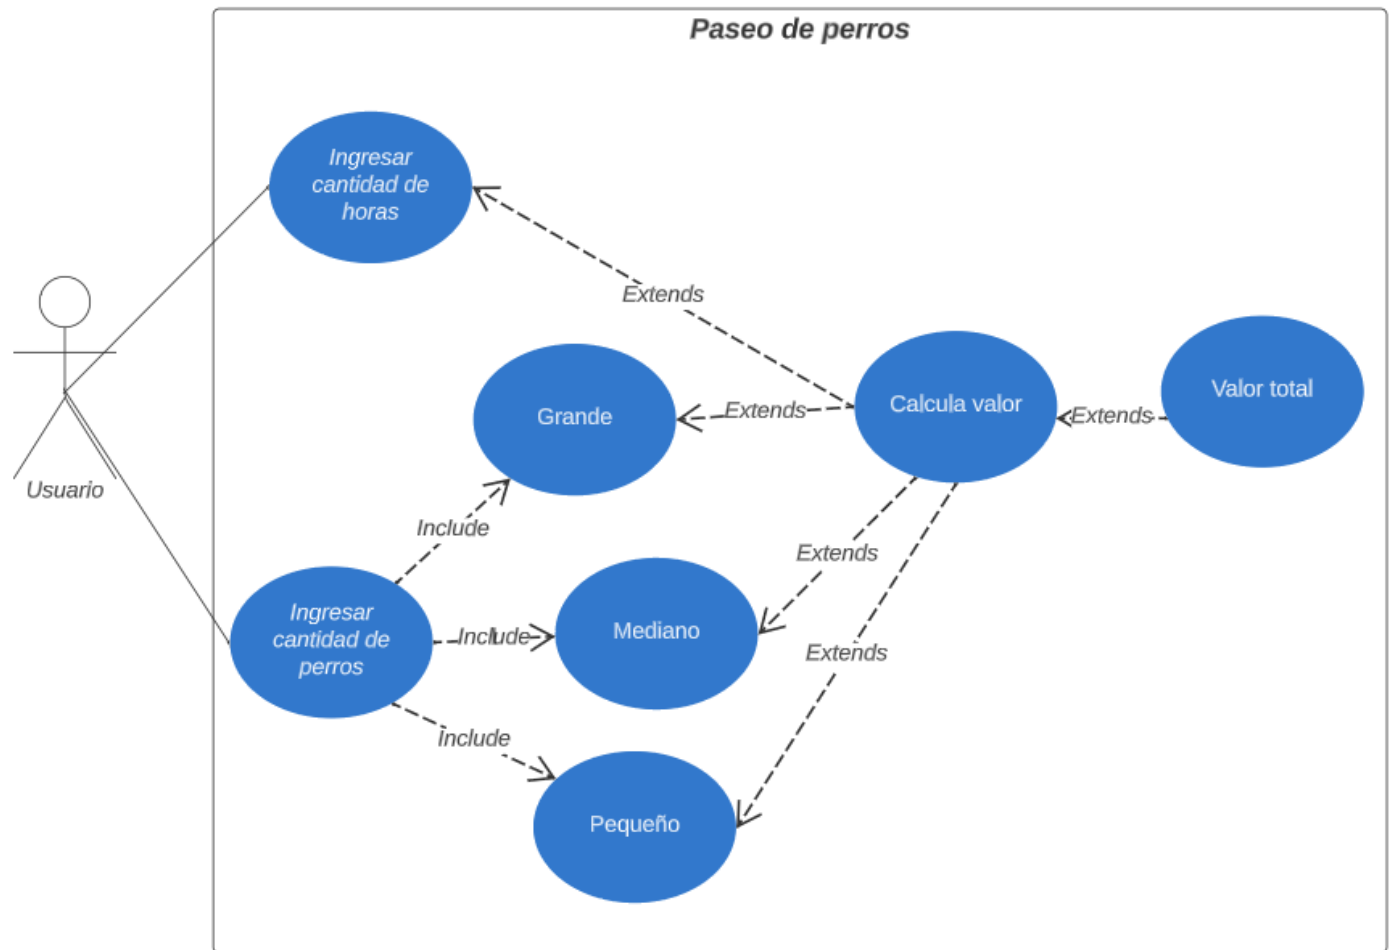 Paseo de perros
Ingresar
cantidad de
horas
Extends
Grande
Extends
Calcula valor
Extends
Valor total
Usuario
Include
Extends
Ingresar
cantidad de
perros
Include
Mediano
Extends
Include
Pequeño